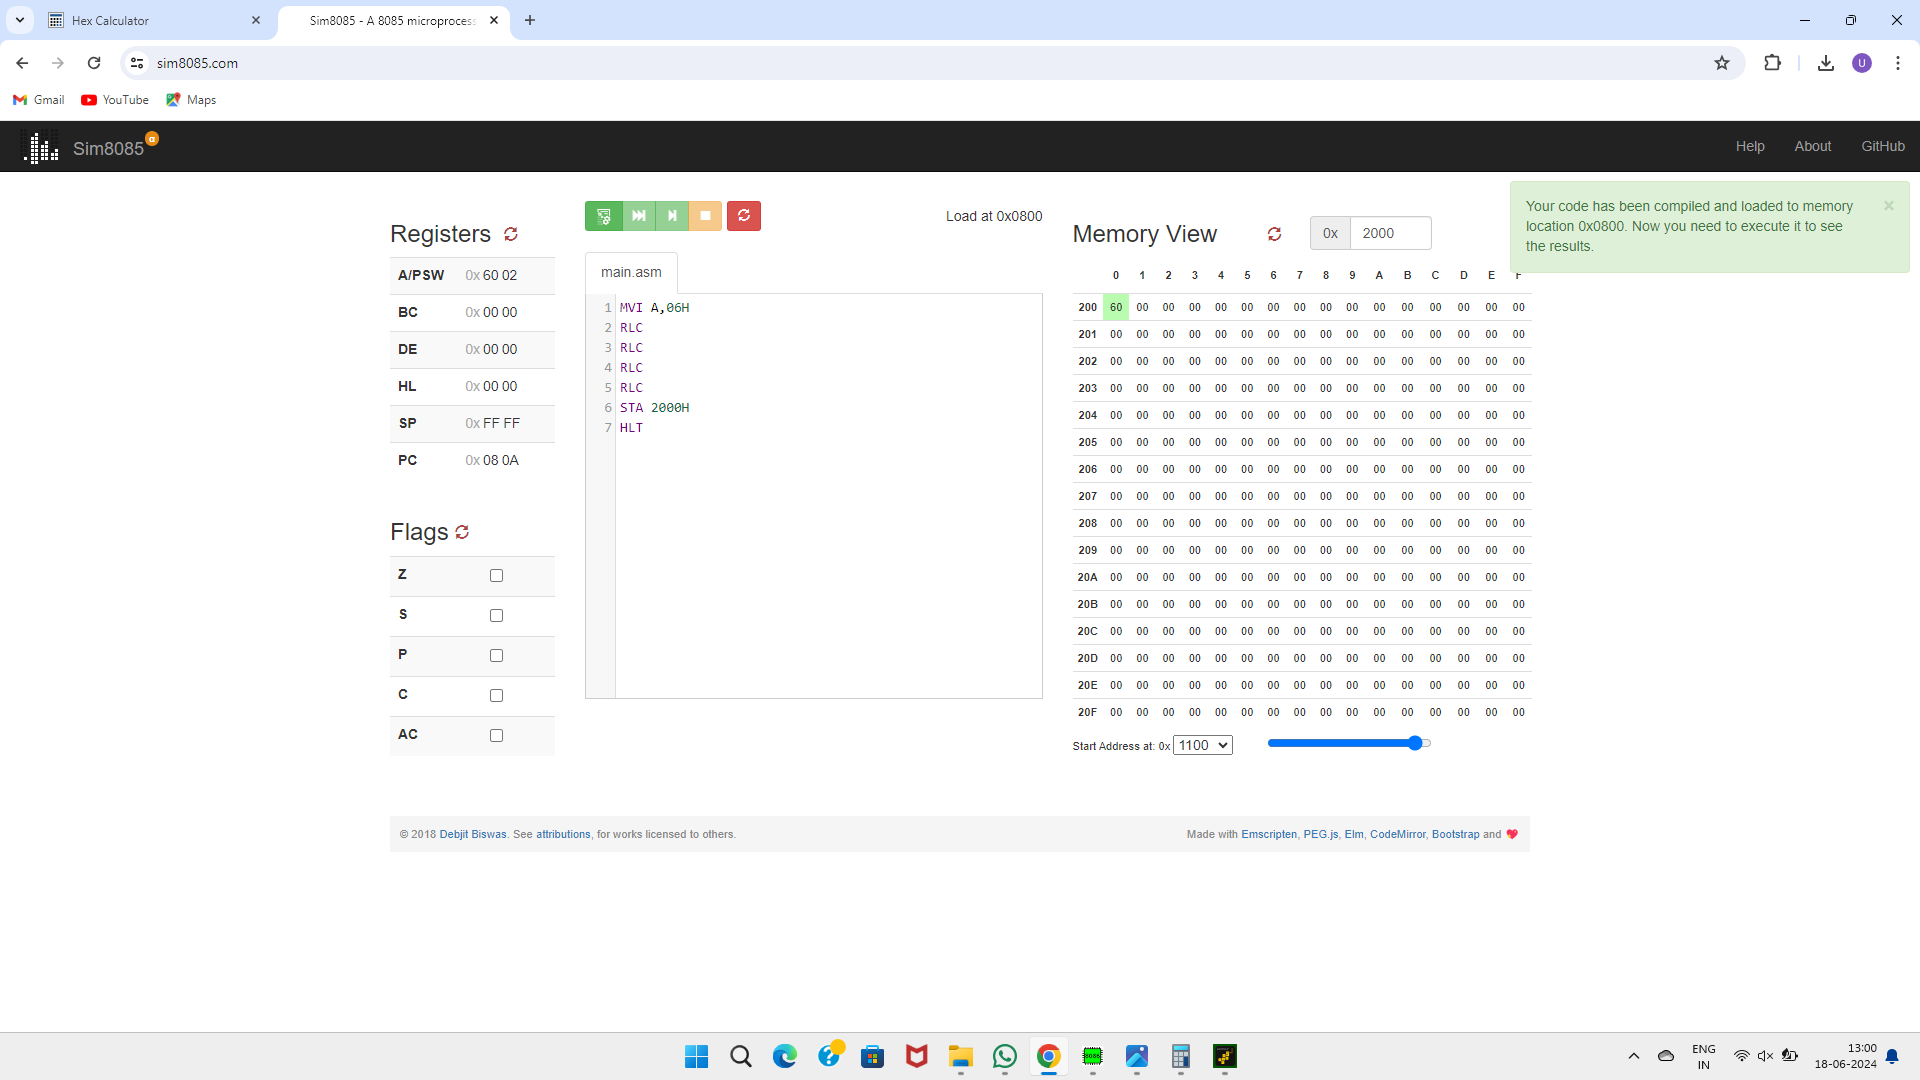 Hex Calculator
Sim8085 - A 8085 microprocess
sim8085.com
U
Gmail YouTube Maps
Sim8085 α
Help About GitHub
Your code has been compiled and loaded to memory
location 0x0800. Now you need to execute it to see
the results.
×
Load at 0x0800
Registers
A/PSW 0x 60 02
BC 0x 00 00
DE 0x 00 00
HL 0x 00 00
SP 0x FF FF
PC 0x 08 0A
Flags
Z
S
P
C
AC
main.asm
1 MVI A,06H
2 RLC
3 RLC
4 RLC
5 RLC
6 STA 2000H
7 HLT
Memory View 0x 2000
0 1 2 3 4 5 6 7 8 9 A B C D E F
200 60 00 00 00 00 00 00 00 00 00 00 00 00 00 00 00
201 00 00 00 00 00 00 00 00 00 00 00 00 00 00 00 00
202 00 00 00 00 00 00 00 00 00 00 00 00 00 00 00 00
203 00 00 00 00 00 00 00 00 00 00 00 00 00 00 00 00
204 00 00 00 00 00 00 00 00 00 00 00 00 00 00 00 00
205 00 00 00 00 00 00 00 00 00 00 00 00 00 00 00 00
206 00 00 00 00 00 00 00 00 00 00 00 00 00 00 00 00
207 00 00 00 00 00 00 00 00 00 00 00 00 00 00 00 00
208 00 00 00 00 00 00 00 00 00 00 00 00 00 00 00 00
209 00 00 00 00 00 00 00 00 00 00 00 00 00 00 00 00
20A 00 00 00 00 00 00 00 00 00 00 00 00 00 00 00 00
20B 00 00 00 00 00 00 00 00 00 00 00 00 00 00 00 00
20C 00 00 00 00 00 00 00 00 00 00 00 00 00 00 00 00
20D 00 00 00 00 00 00 00 00 00 00 00 00 00 00 00 00
20E 00 00 00 00 00 00 00 00 00 00 00 00 00 00 00 00
20F 00 00 00 00 00 00 00 00 00 00 00 00 00 00 00 00
Start Address at: 0x 1100
© 2018 Debjit Biswas. See attributions, for works licensed to others.
Made with Emscripten, PEG.js, Elm, CodeMirror, Bootstrap and
8085
ENG
IN
13:00
18-06-2024